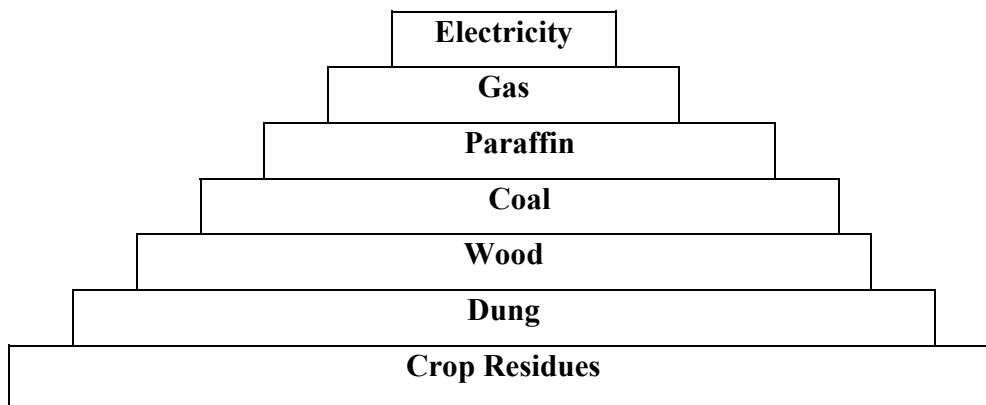 Electricity
Gas
Paraffin
Coal
Wood
Dung
Crop Residues